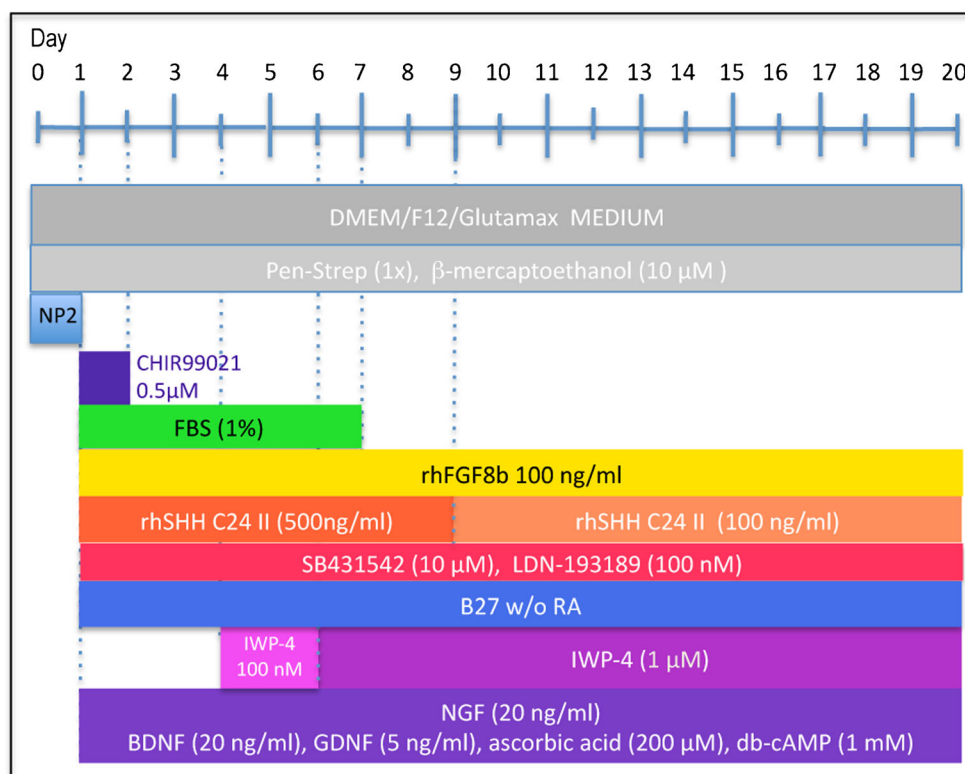 Day
0 1 2 3 4 5 6 7 8 9 10 11 12 13 14 15 16 17 18 19 20
DMEM/F12/Glutamax MEDIUM
Pen-Strep (1x), β-mercaptoethanol (10 µM )
NP2
CHIR99021
0.5µM
FBS (1%)
rhFGF8b 100 ng/ml
rhSHH C24 II (500ng/ml) rhSHH C24 II (100 ng/ml)
SB431542 (10 µM), LDN-193189 (100 nM)
B27 w/o RA
IWP-4
100 nM
IWP-4 (1 µM)
NGF (20 ng/ml)
BDNF (20 ng/ml), GDNF (5 ng/ml), ascorbic acid (200 µM), db-cAMP (1 mM)